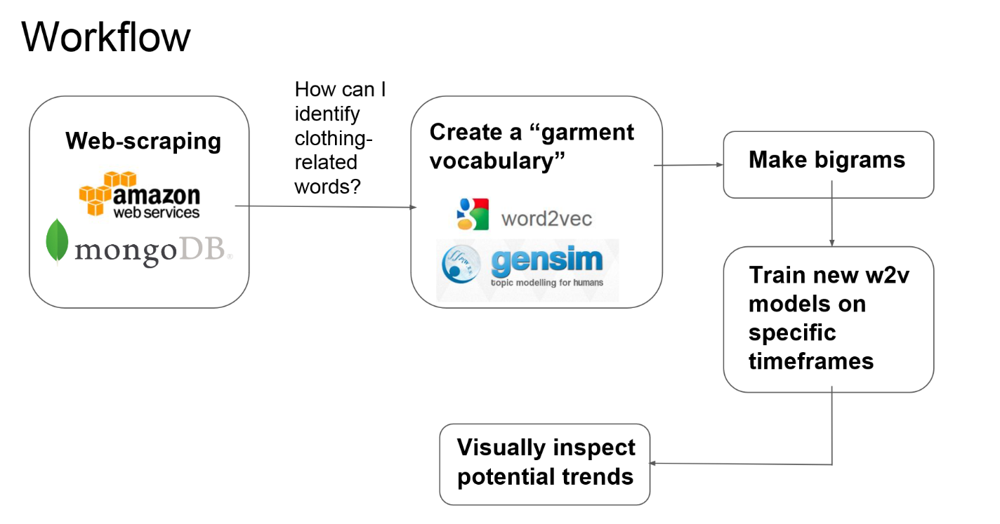 Workflow
Web-scraping
amazon
web services
mongoDB®
How can I
identify
clothing-
related
words?
Create a “garment
vocabulary”
word2vec
gensim
topic modelling for humans
Make bigrams
Train new w2v
models on
specific
timeframes
Visually inspect
potential trends